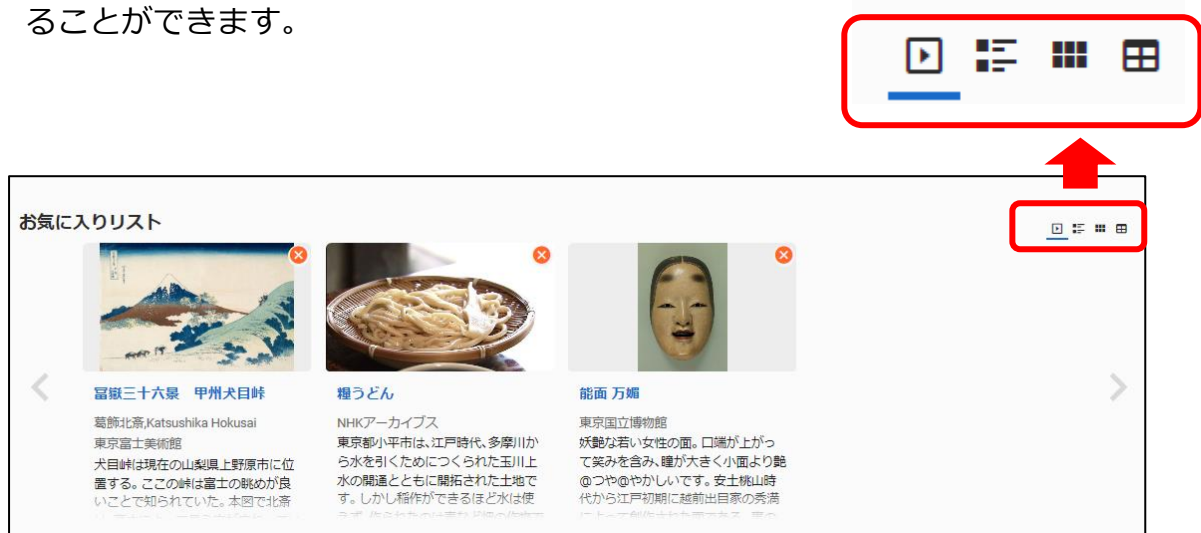 ることができます。
お気に入りリスト
冨嶽三十六景　甲州犬目峠
葛飾北斎,Katsushika Hokusai
東京富士美術館
犬目峠は現在の山梨県上野原市に位
置する。ここの峠は富士の眺めが良
いことで知られていた。本図で北斎
糧うどん
NHKアーカイブス
東京都小平市は、江戸時代、多摩川か
ら水を引くためにつくられた玉川上
水の開通とともに開拓された土地で
す。しかし稲作ができるほど水は使
能面 万媚
東京国立博物館
妖艶な若い女性の面。口端が上がっ
て笑みを含み、瞳が大きく小面より艶
@つや@やかしいです。安土桃山時
代から江戸初期に越前出目家の秀満